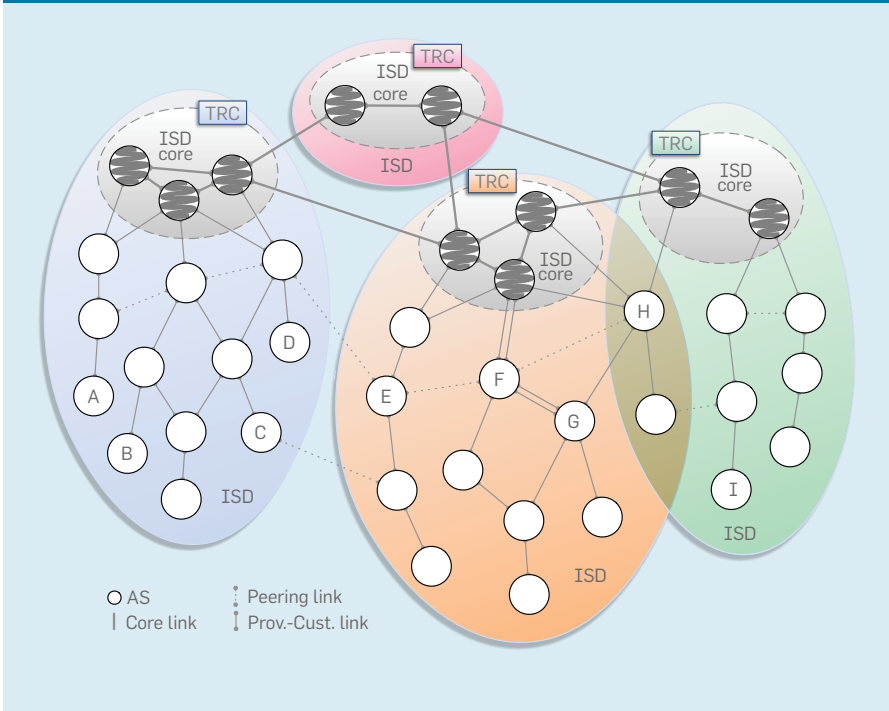 TRC
ISD
core
ISD
TRC
ISD
core
TRC
ISD
core
TRC
ISD
core
H
D
F
E
A
G
C
B
I
ISD
ISD
ISD
AS
Peering link
Core link
Prov.-Cust. link